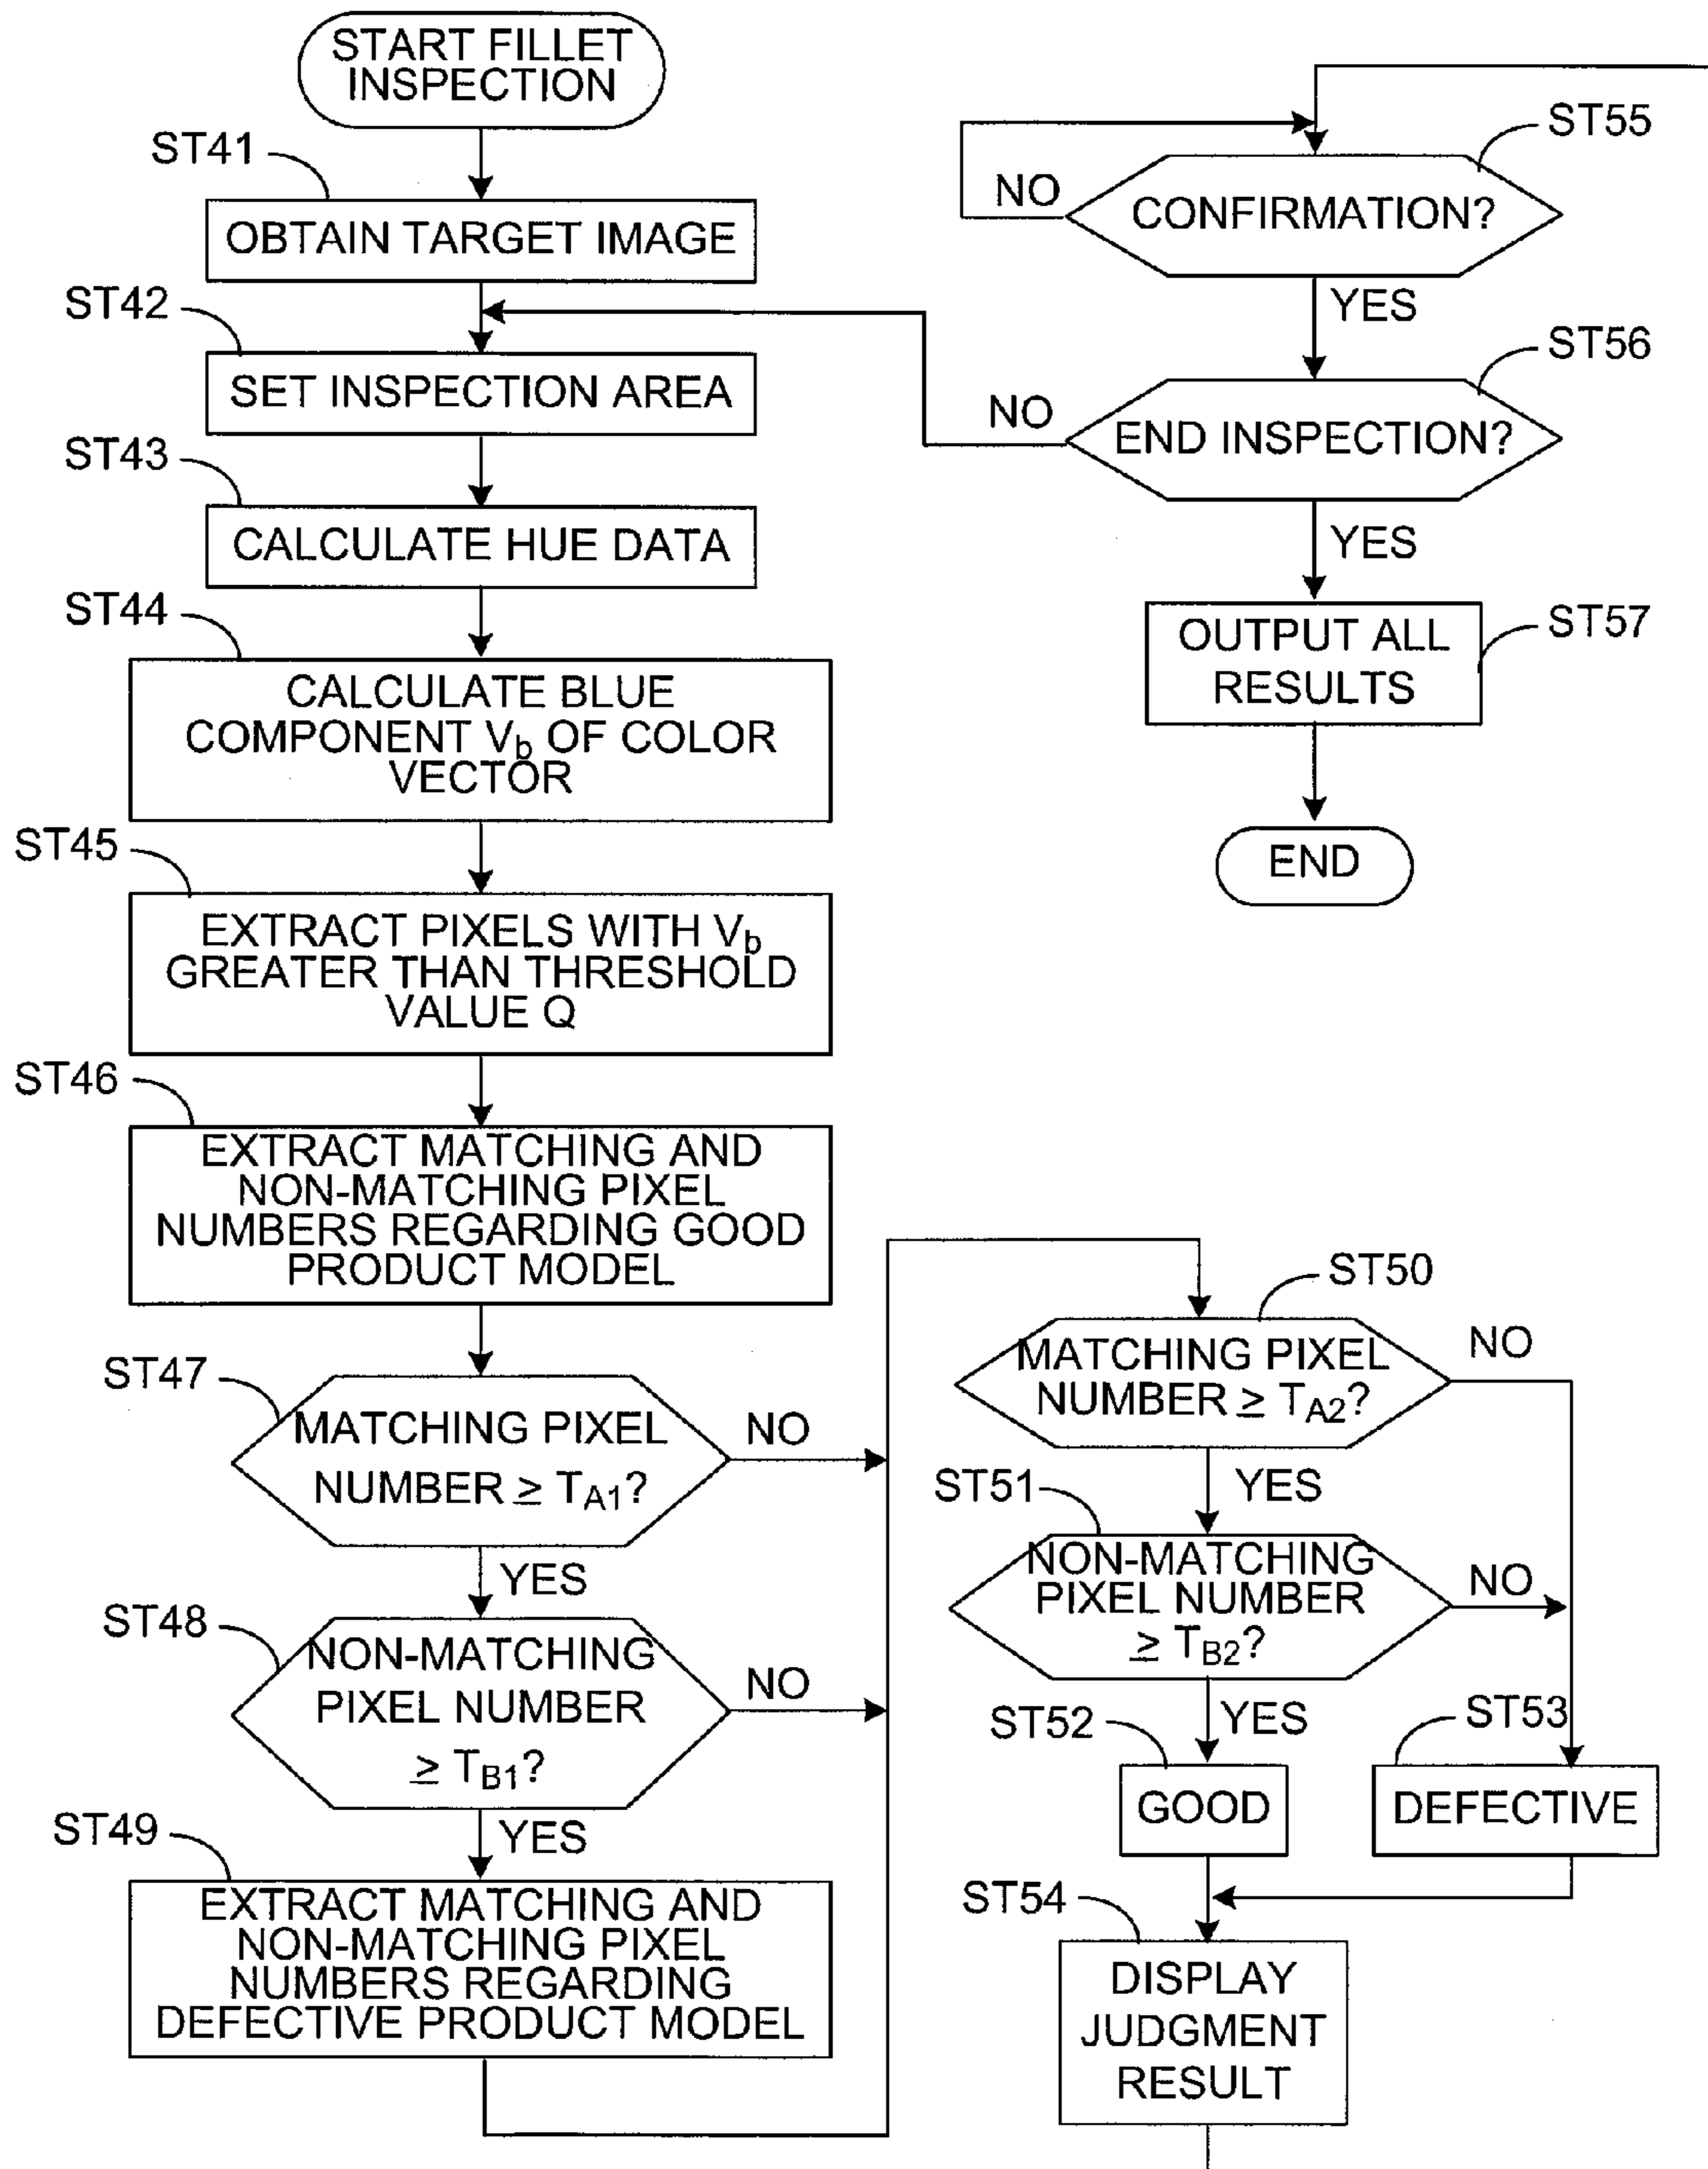 START FILLET
INSPECTION
ST41
OBTAIN TARGET IMAGE
ST42
SET INSPECTION AREA
ST43
CALCULATE HUE DATA
ST44
CALCULATE BLUE
COMPONENT Vb OF COLOR
VECTOR
ST45
EXTRACT PIXELS WITH Vb
GREATER THAN THRESHOLD
VALUE Q
ST46
EXTRACT MATCHING AND
NON-MATCHING PIXEL
NUMBERS REGARDING GOOD
PRODUCT MODEL
ST47
MATCHING PIXEL
NUMBER ≥ TA1?
NO
YES
ST48
NON-MATCHING
PIXEL NUMBER
≥ TB1?
NO
YES
ST49
EXTRACT MATCHING AND
NON-MATCHING PIXEL
NUMBERS REGARDING
DEFECTIVE PRODUCT MODEL
ST50
MATCHING PIXEL
NUMBER ≥ TA2?
NO
YES
ST51
NON-MATCHING
PIXEL NUMBER
≥ TB2?
NO
YES
ST52
GOOD
ST53
DEFECTIVE
ST54
DISPLAY
JUDGMENT
RESULT
ST55
CONFIRMATION?
NO
YES
ST56
END INSPECTION?
NO
YES
ST57
OUTPUT ALL
RESULTS
END